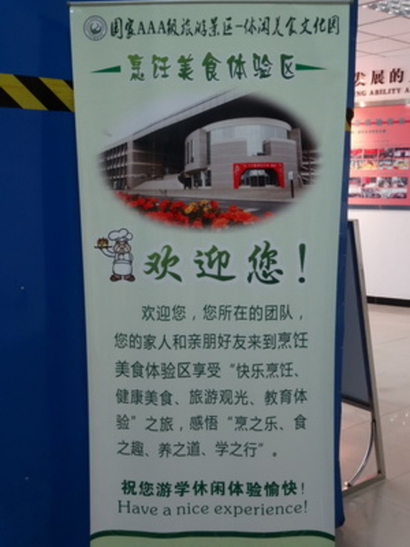 国家AAA级旅游景区-休闲美食文化园
烹饪美食体验区
欢迎您!
欢迎您，您所在的团队，
您的家人和亲朋好友来到烹饪
美食体验区享受“快乐烹饪、
健康美食、旅游观光、教育体
验”之旅，感悟“烹之乐、食
之趣、养之道、学之行”。
祝您游学休闲体验愉快!
Have a nice experience!
发展的
ING ABILITY A